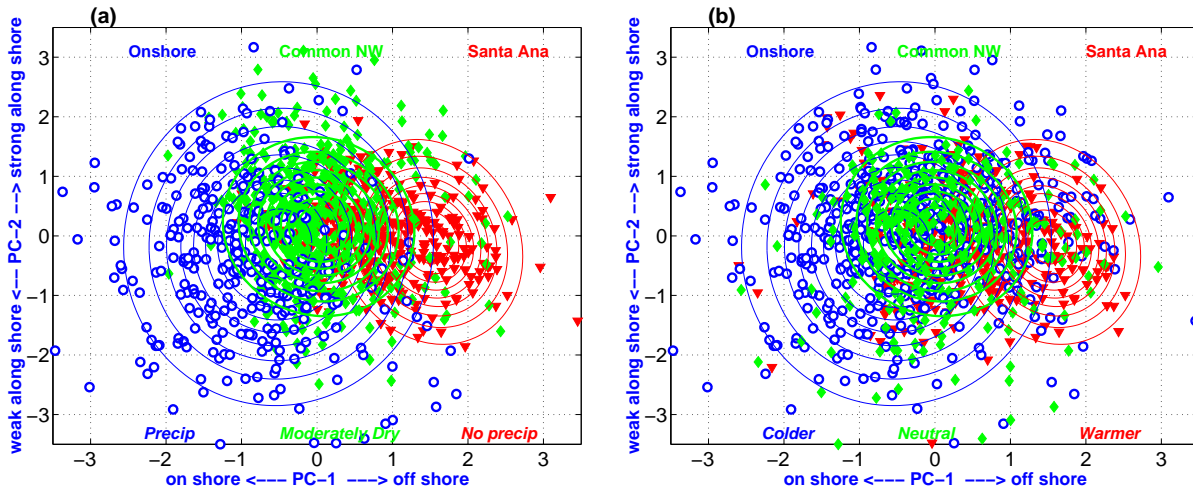 (a)
Onshore Common NW Santa Ana
3
2
1
0
−1
−2
−3
weak along shore <−−− PC−2 −−−> strong along shore
Precip Moderately Dry No precip
−3 −2 −1 0 1 2 3
on shore <−−−− PC−1 −−−−> off shore
(b)
Onshore Common NW Santa Ana
3
2
1
0
−1
−2
−3
weak along shore <−−− PC−2 −−−> strong along shore
Colder Neutral Warmer
−3 −2 −1 0 1 2 3
on shore <−−−− PC−1 −−−−> off shore